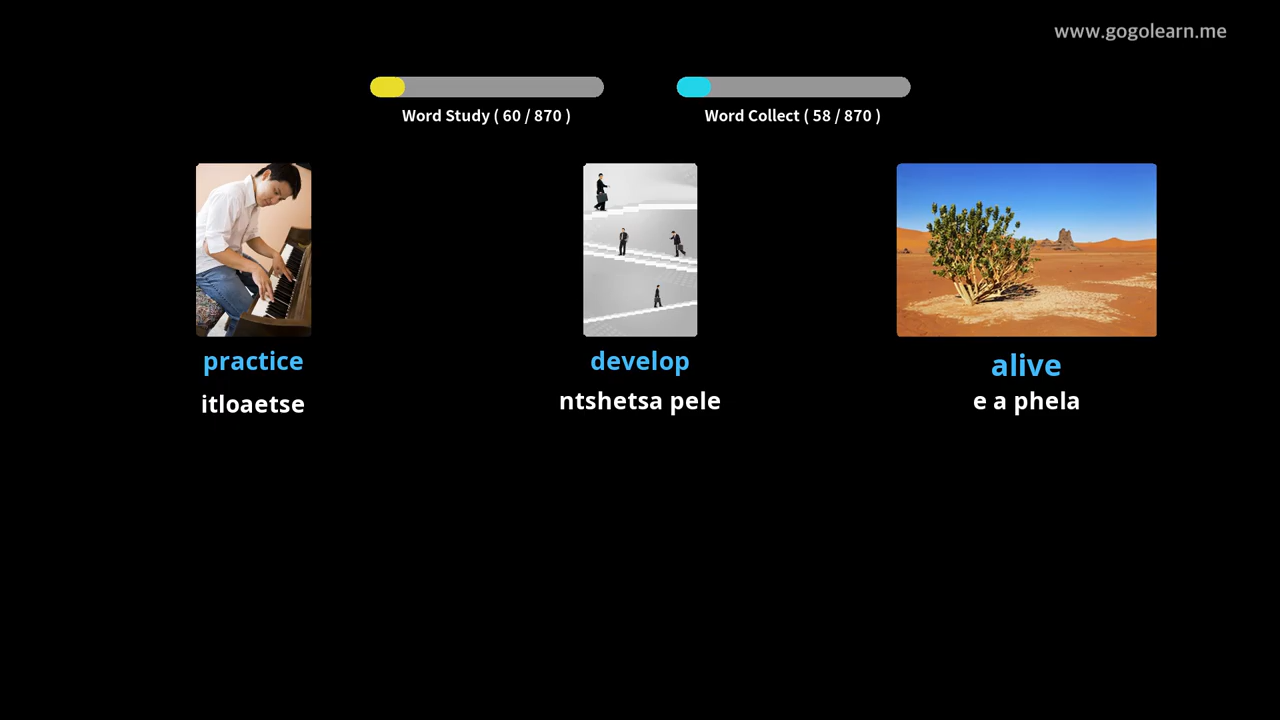 www.gogolearn.me
Word Study ( 60 / 870 )
Word Collect ( 58 / 870 )
practice
develop
alive
itloaetse
ntshetsa pele
e a phela